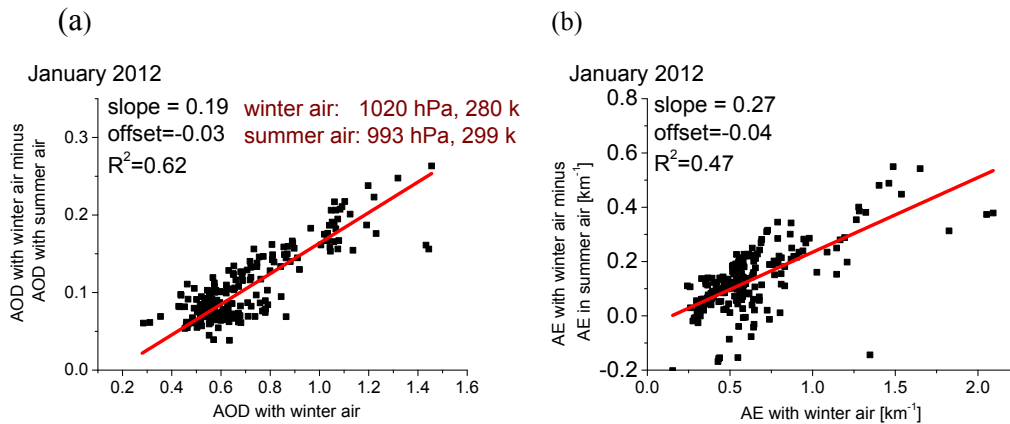 (a)
January 2012
slope = 0.19
offset=-0.03
R²=0.62
winter air: 1020 hPa, 280 k
summer air: 993 hPa, 299 k
AOD with winter air minus
AOD with summer air
0.3
0.2
0.1
0.0
0.2 0.4 0.6 0.8 1.0 1.2 1.4 1.6
AOD with winter air
(b)
January 2012
slope = 0.27
offset=-0.04
R²=0.47
AE with winter air minus
AE in summer air [km⁻¹]
0.8
0.6
0.4
0.2
0.0
-0.2
0.0 0.5 1.0 1.5 2.0
AE with winter air [km⁻¹]